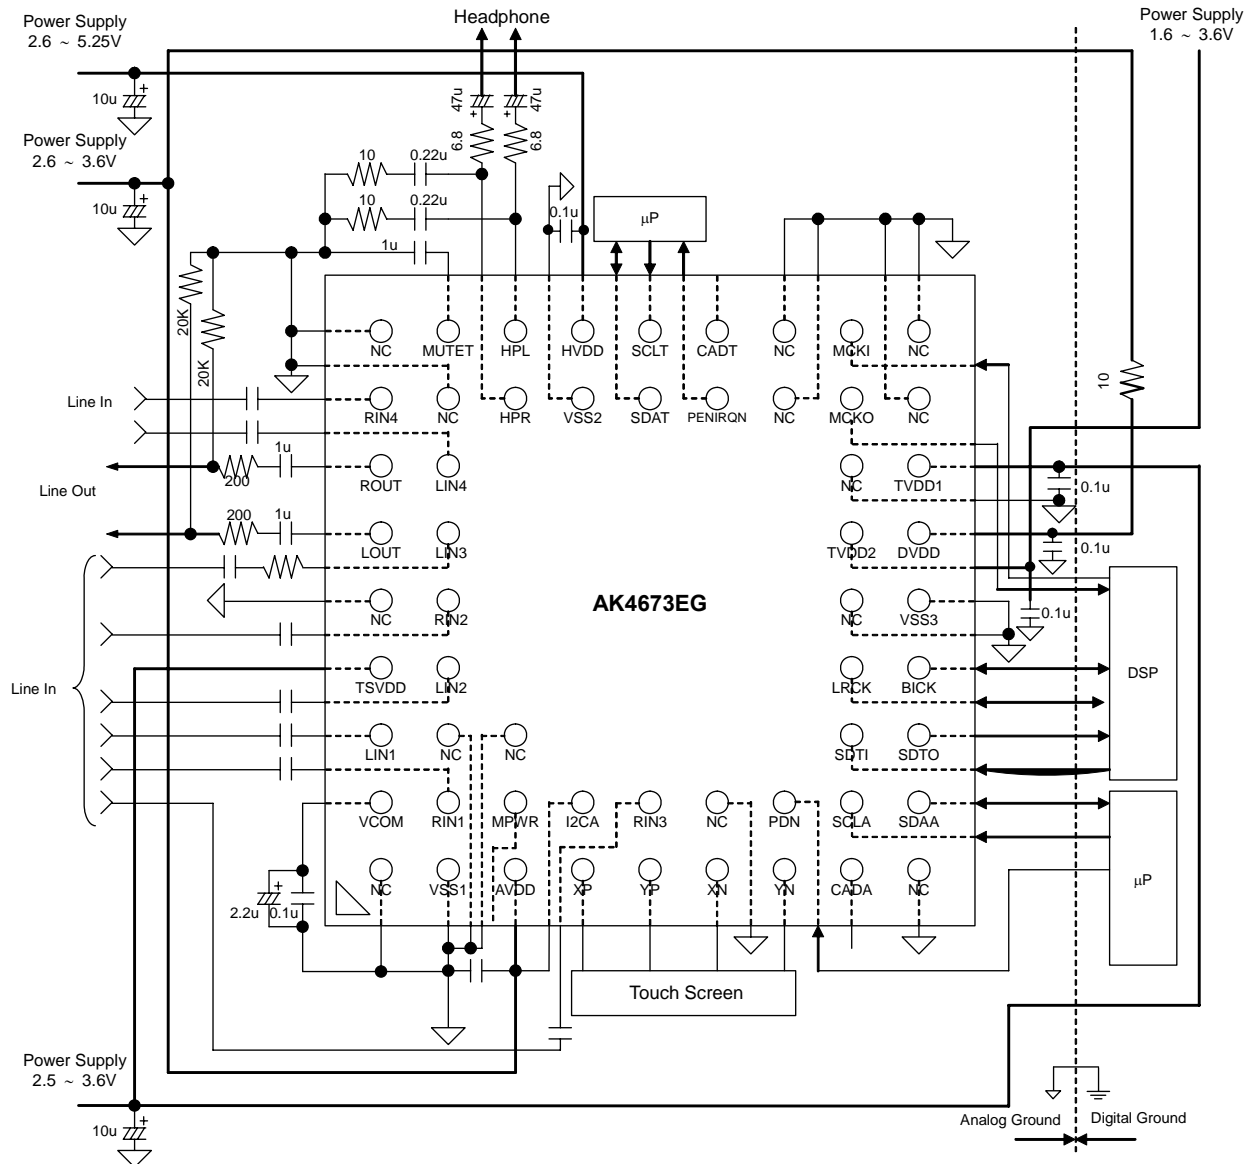 Power Supply
2.6 ~ 5.25V
Headphone
Power Supply
1.6 ~ 3.6V
10u
+
47u
+
47u
+
6.8
6.8
Power Supply
2.6 ~ 3.6V
10u
+
10
0.22u
10
0.22u
1u
0.1u
µP
20K
20K
NC
MUTET
HPL
HVDD
SCLT
CADT
NC
MCKI
NC
10
Line In
RIN4
NC
HPR
VSS2
SDAT
PENIRQN
NC
MCKO
NC
1u
200
ROUT
LIN4
NC
TVDD1
0.1u
Line Out
200
1u
LOUT
LIN3
TVDD2
DVDD
0.1u
AK4673EG
NC
RIN2
NC
VSS3
0.1u
DSP
Line In
TSVDD
LIN2
LRCK
BICK
LIN1
NC
NC
SDTI
SDTO
VCOM
RIN1
MPWR
I2CA
RIN3
NC
PDN
SCLA
SDAA
µP
+
2.2u
0.1u
NC
VSS1
AVDD
XP
YP
XN
YN
CADA
NC
Touch Screen
Power Supply
2.5 ~ 3.6V
10u
+
Analog Ground
Digital Ground